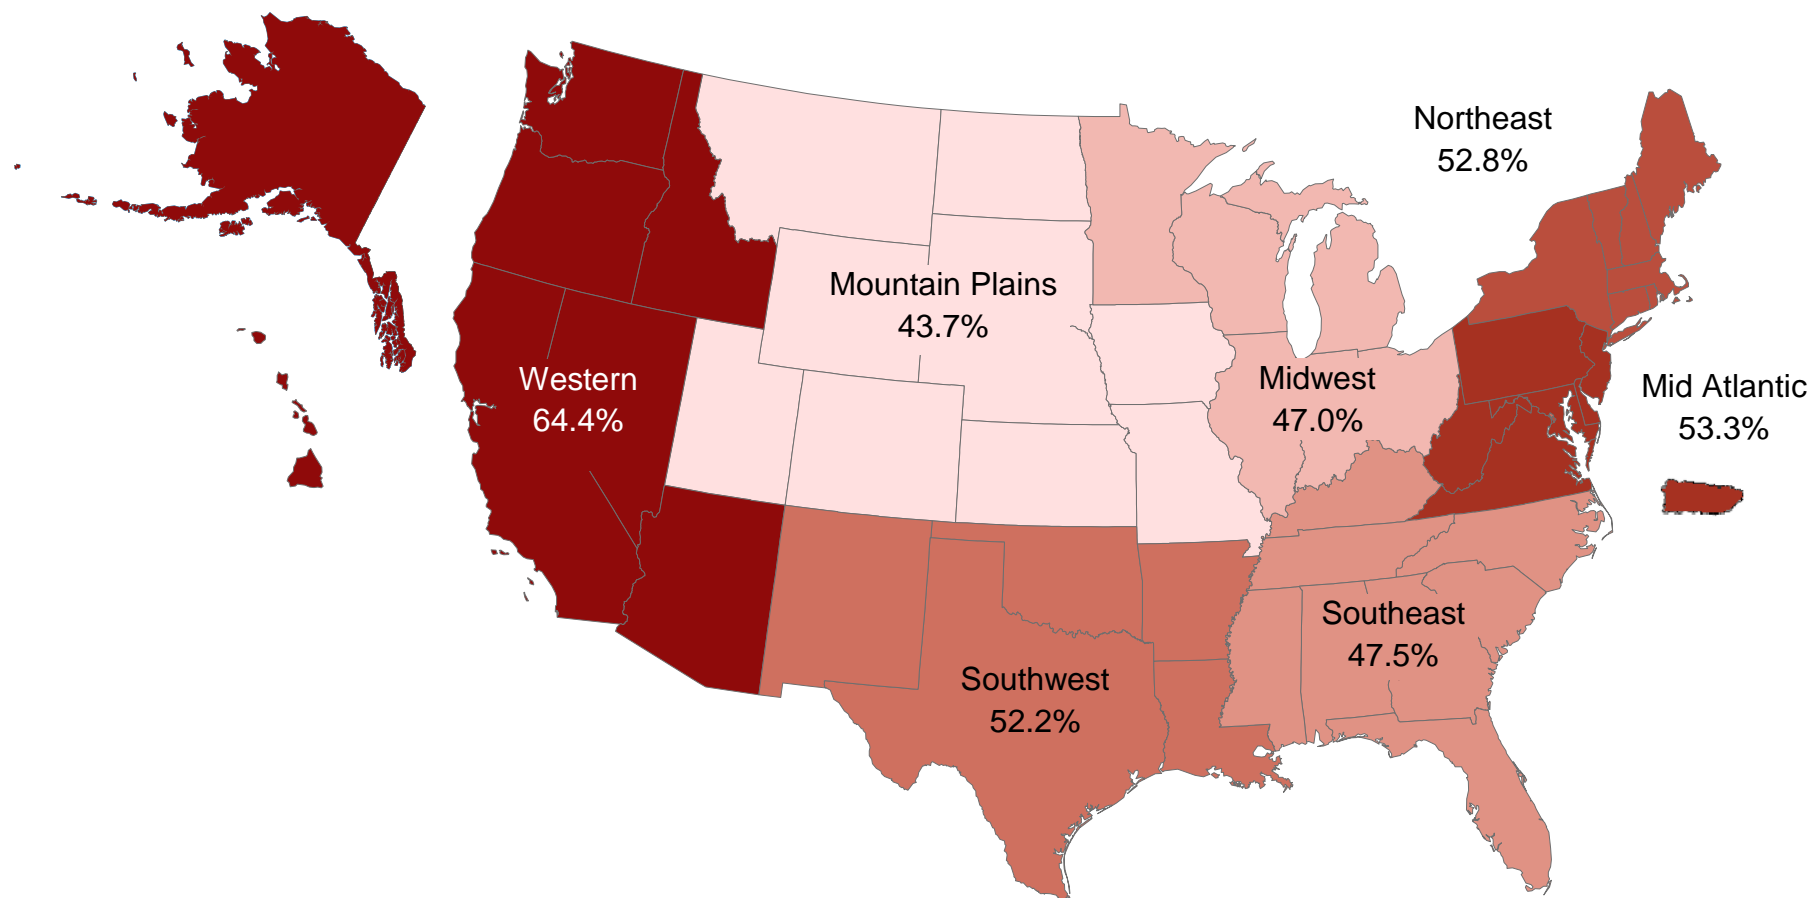 Northeast
52.8%
Mountain Plains
43.7%
Western
64.4%
Midwest
47.0%
Mid Atlantic
53.3%
Southeast
47.5%
Southwest
52.2%